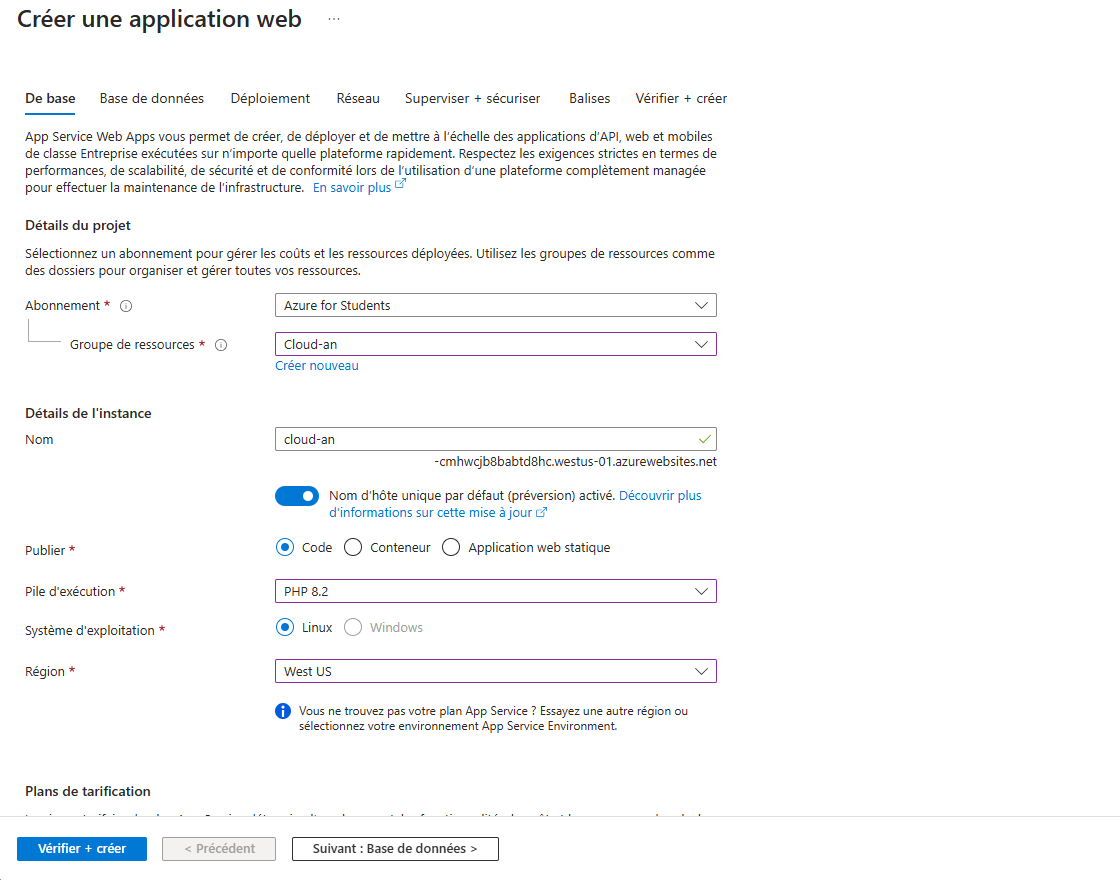 Créer une application web ...
De base Base de données Déploiement Réseau Superviser + sécuriser Balises Vérifier + créer
App Service Web Apps vous permet de créer, de déployer et de mettre à l'échelle des applications d'API, web et mobiles
de classe Entreprise exécutées sur n'importe quelle plateforme rapidement. Respectez les exigences strictes en termes de
performances, de scalabilité, de sécurité et de conformité lors de l'utilisation d'une plateforme complètement managée
pour effectuer la maintenance de l'infrastructure. En savoir plus
Détails du projet
Sélectionnez un abonnement pour gérer les coûts et les ressources déployées. Utilisez les groupes de ressources comme
des dossiers pour organiser et gérer toutes vos ressources.
Abonnement * Azure for Students
Groupe de ressources * Cloud-an
Créer nouveau
Détails de l'instance
Nom cloud-an
-cmhwcjb8babtd8hc.westus-01.azurewebsites.net
Nom d'hôte unique par défaut (préversion) activé. Découvrir plus
d'informations sur cette mise à jour
Publier * Code Conteneur Application web statique
Pile d'exécution * PHP 8.2
Système d'exploitation * Linux Windows
Région * West US
Vous ne trouvez pas votre plan App Service ? Essayez une autre région ou
sélectionnez votre environnement App Service Environment.
Plans de tarification
Vérifier + créer < Précédent Suivant : Base de données >